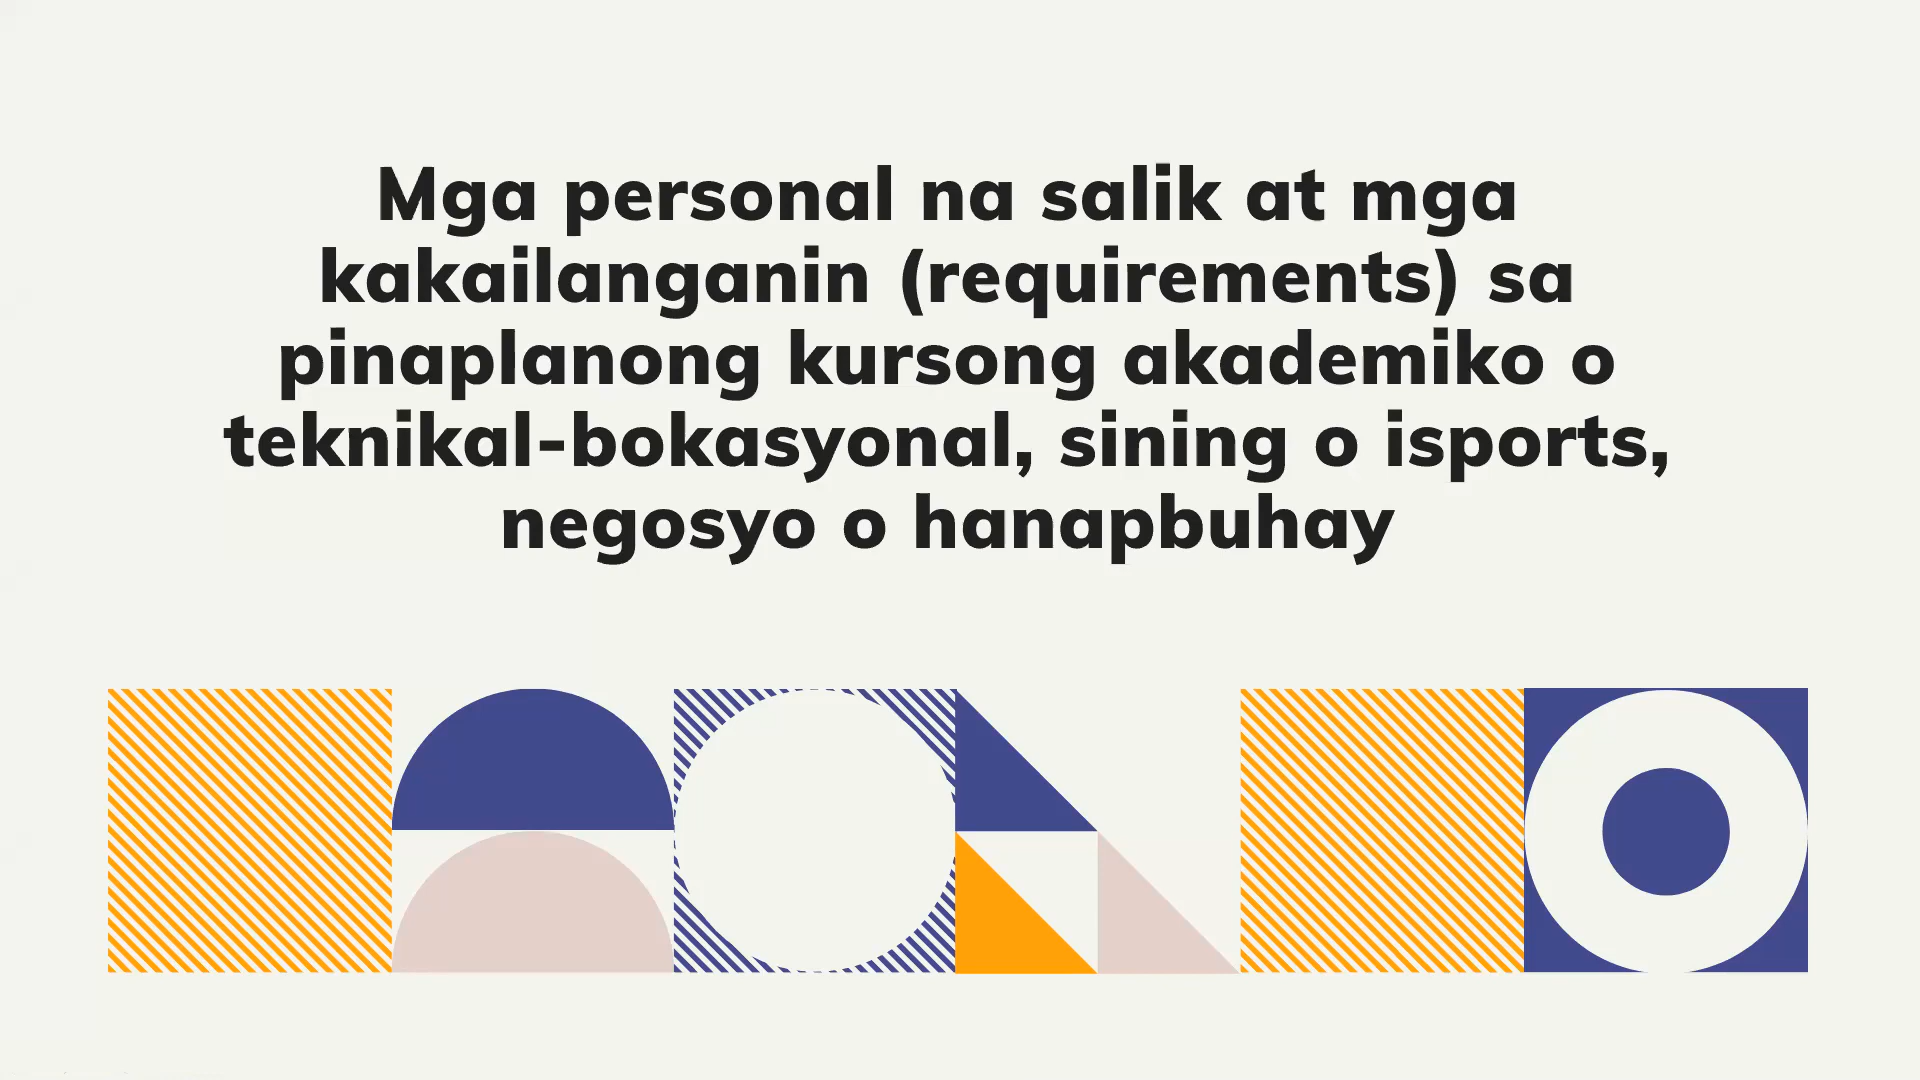 Mga personal na salik at mga
kakailanganin (requirements) sa
pinaplanong kursong akademiko o
teknikal-bokasyonal, sining o isports,
negosyo o hanapbuhay